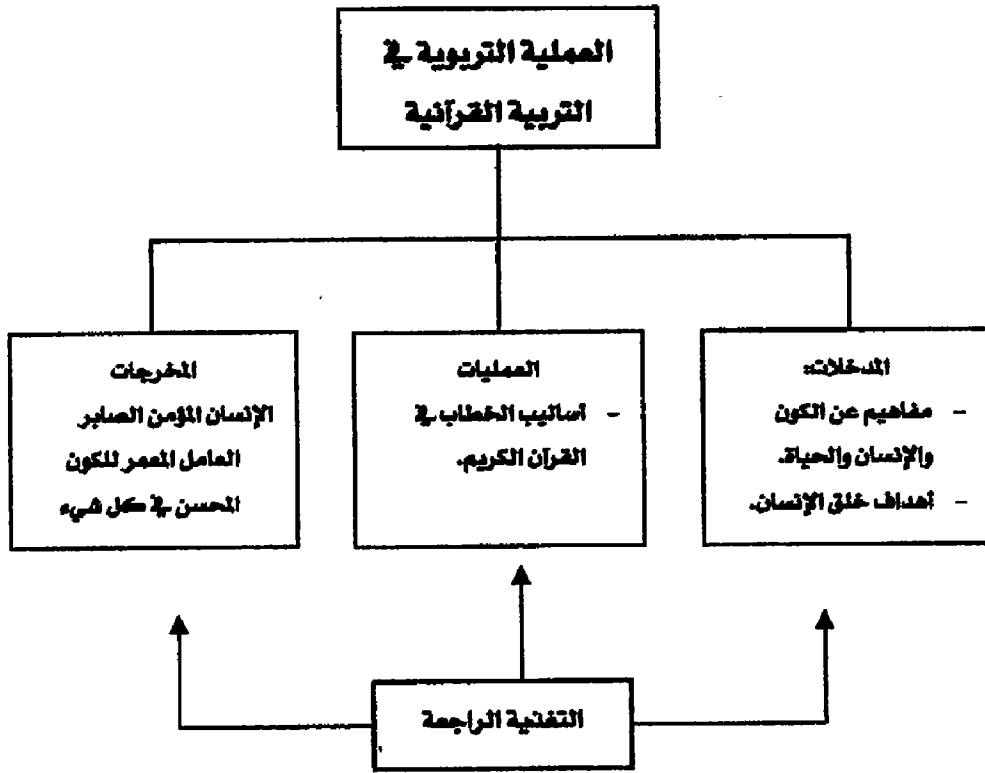 العملية التربوية في
التربية القرآنية
المدخلات:
- مفاهيم عن الكون
والإنسان والحياة.
- أهداف خلق الإنسان.
العمليات
- أساليب الخطاب في
القرآن الكريم.
المخرجات
الإنسان المؤمن الصابر
العامل المعمر للكون
المحسن في كل شيء
التغذية الراجعة